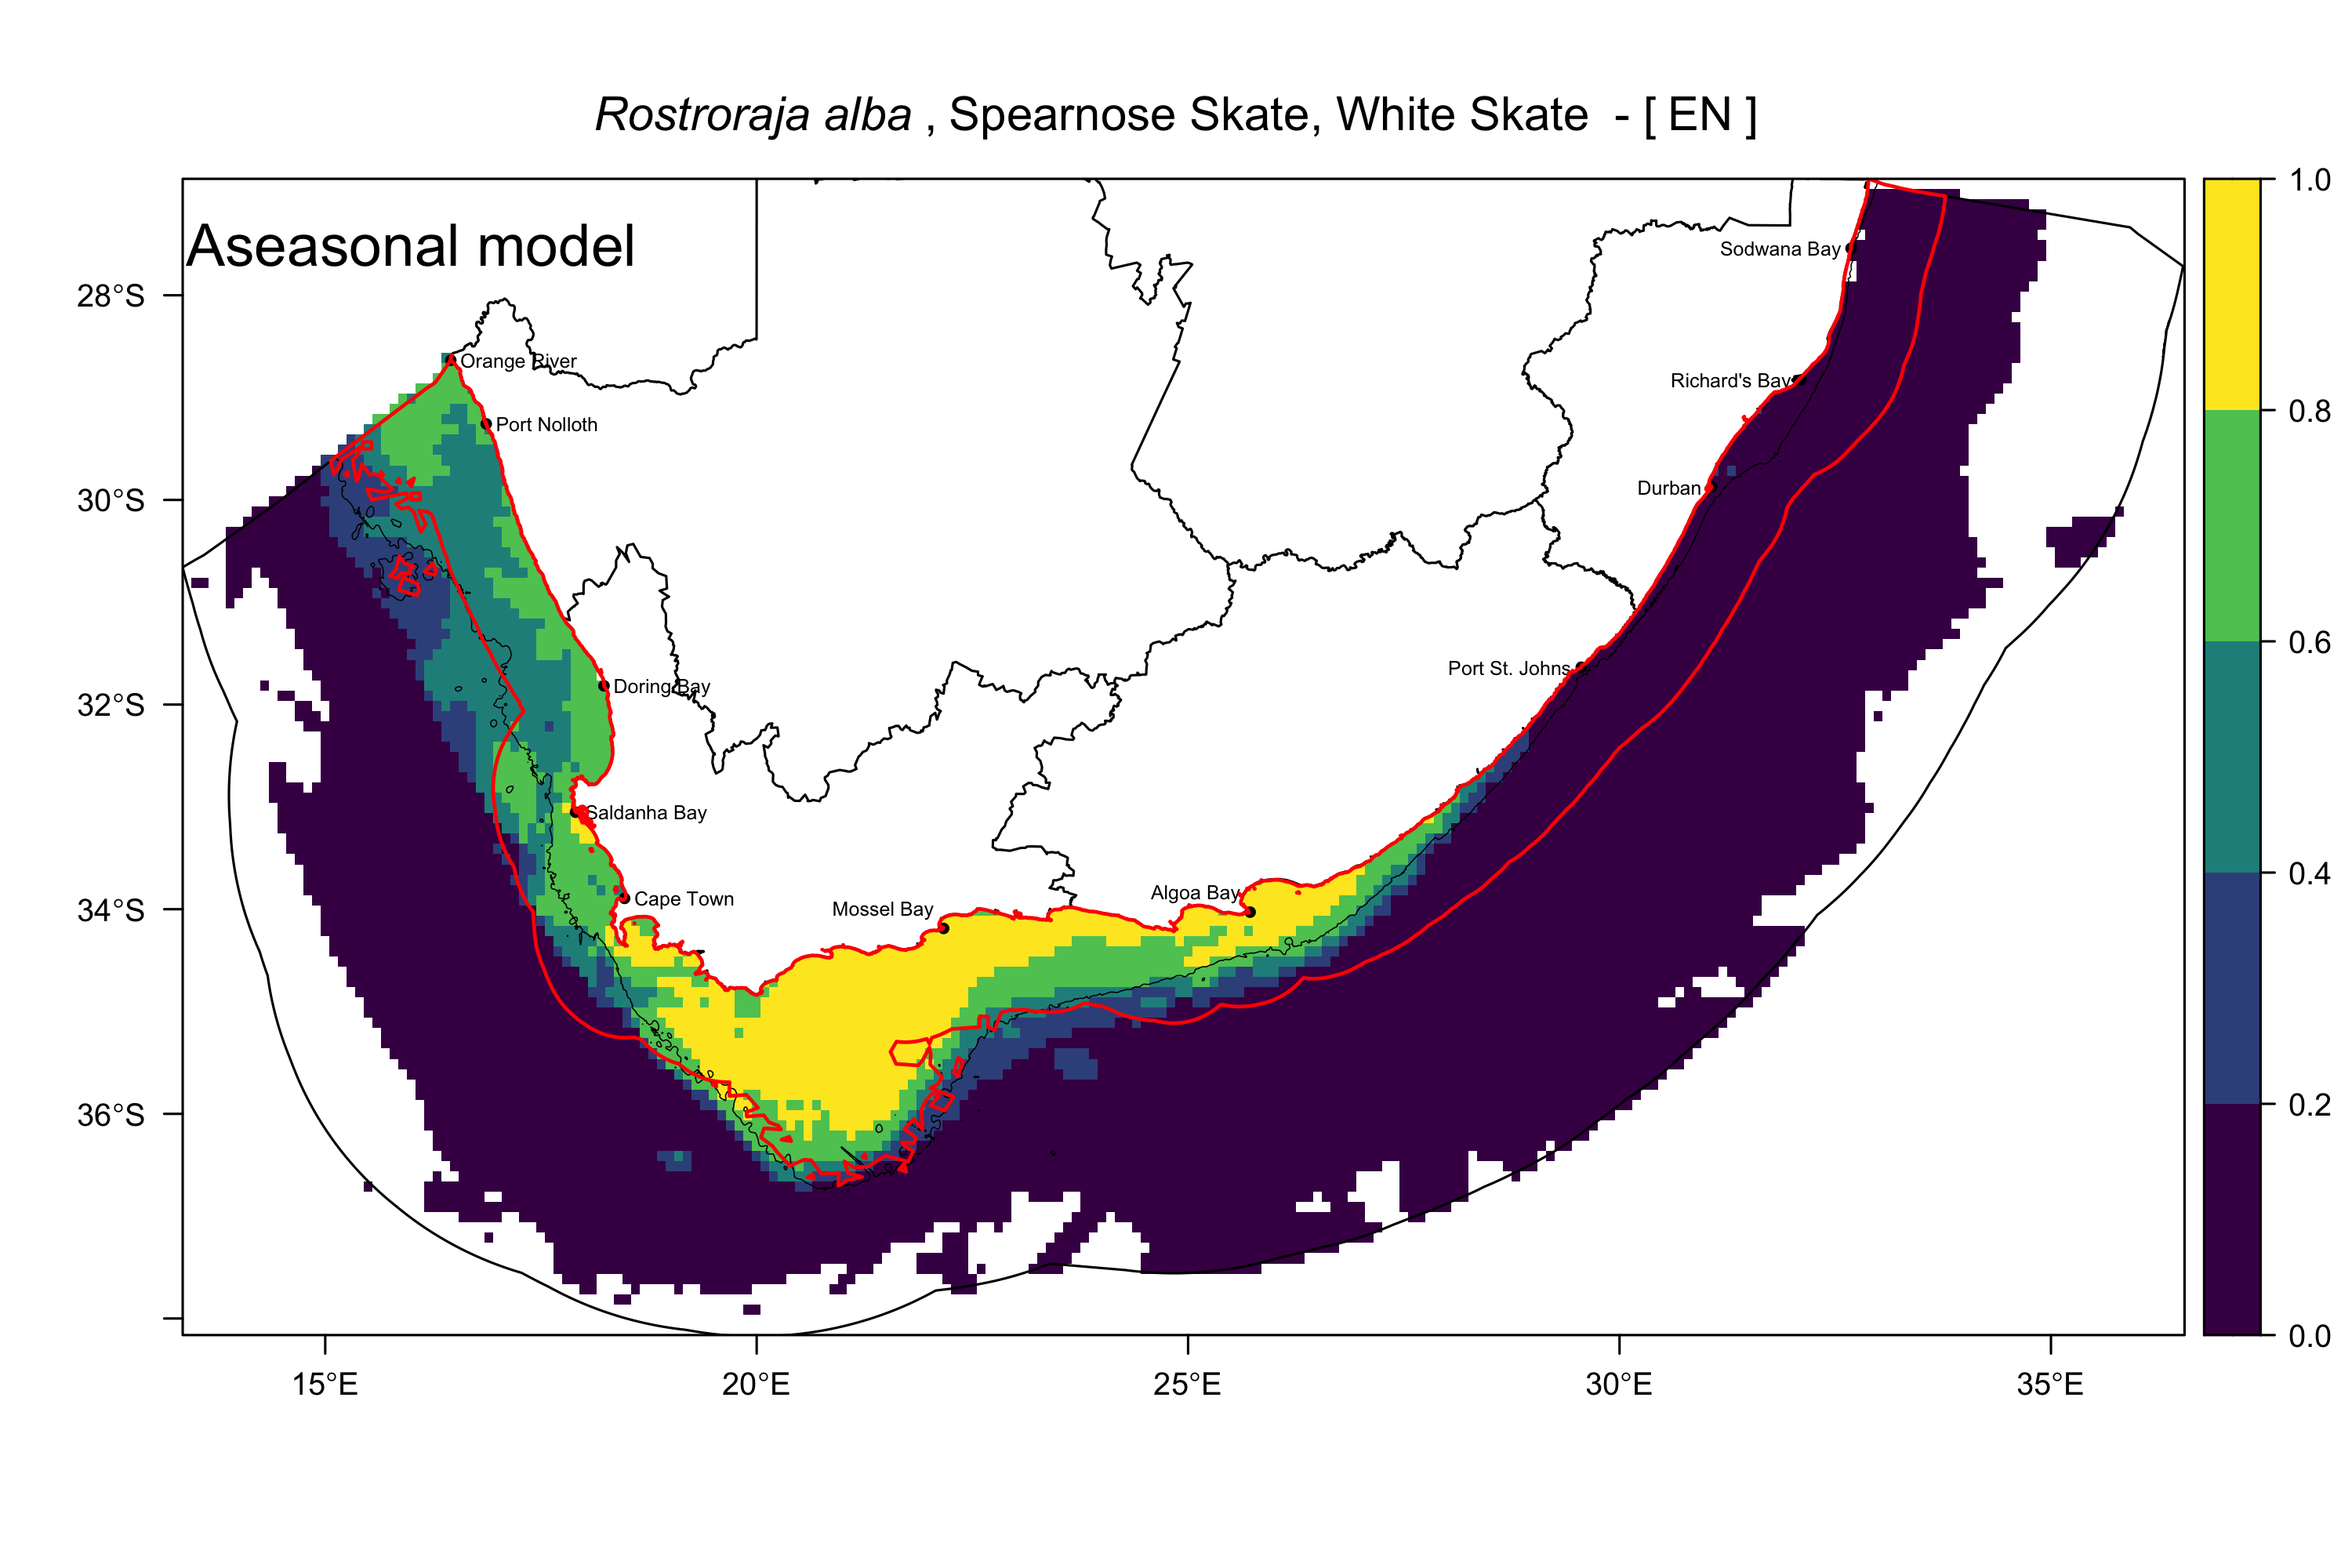 Rostroraja alba , Spearnose Skate, White Skate - [ EN ]
Aseasonal model
1.0
0.8
0.6
0.4
0.2
0.0
28°S
30°S
32°S
34°S
36°S
15°E
20°E
25°E
30°E
35°E
Sodwana Bay
Orange River
Richard's Bay
Port Nolloth
Durban
Port St. Johns
Doring Bay
Saldanha Bay
Algoa Bay
Cape Town
Mossel Bay